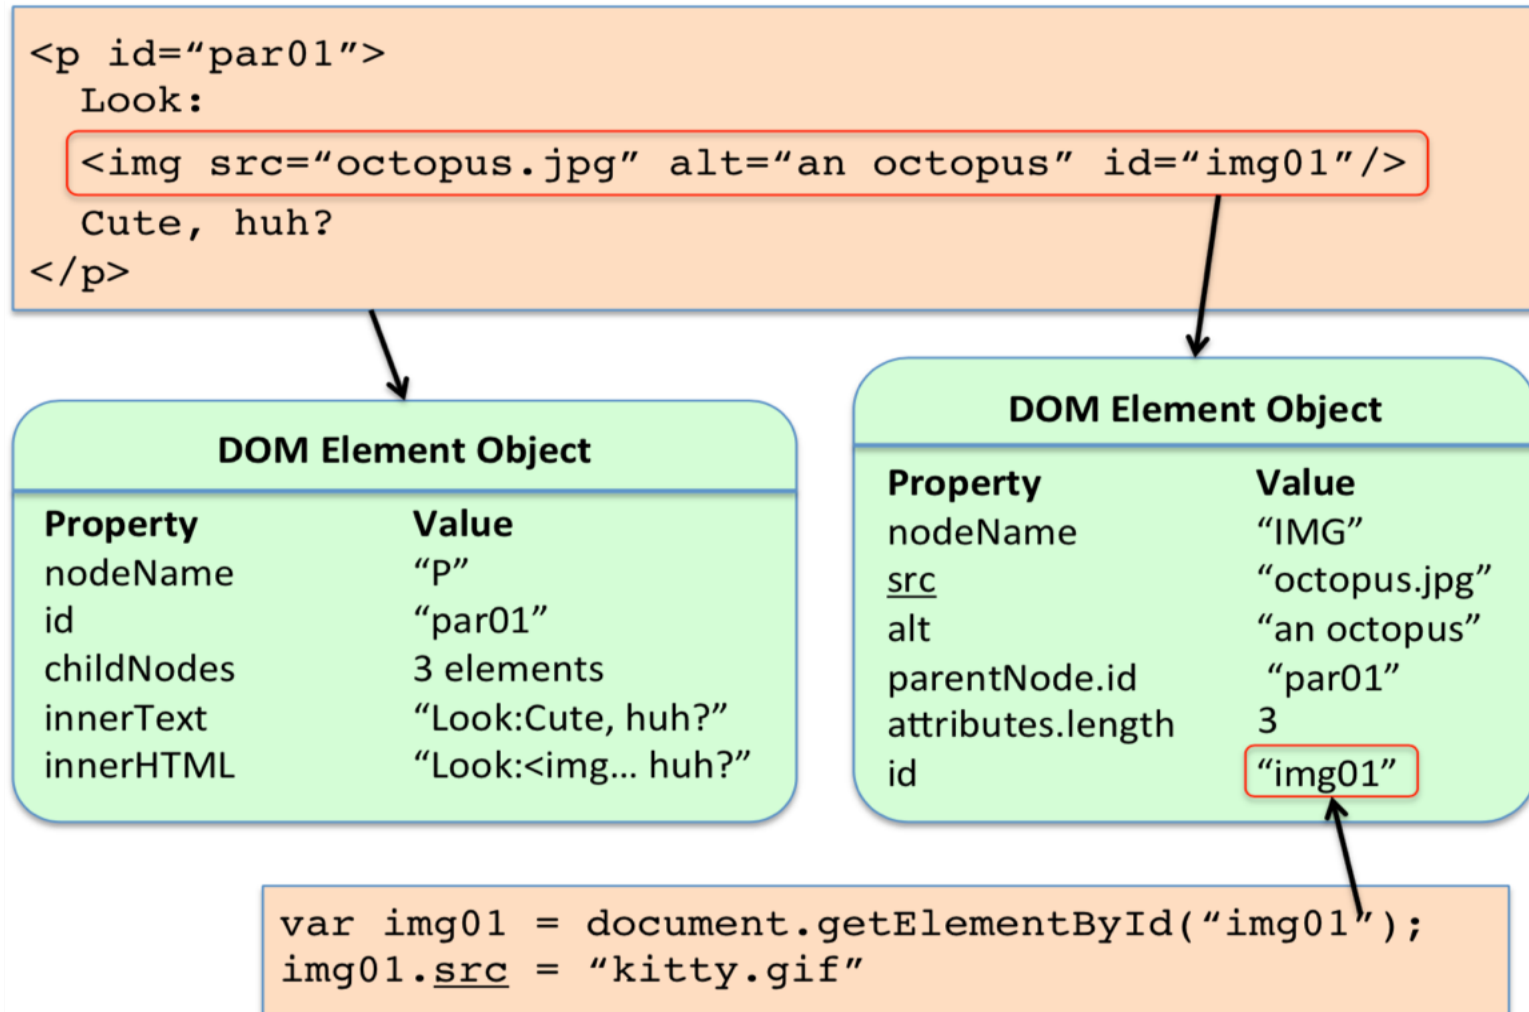 <p id=“par01”>
Look:
<img src=“octopus.jpg” alt=“an octopus” id=“img01”/>
Cute, huh?
</p>
DOM Element Object
Property Value
nodeName “P”
id “par01”
childNodes 3 elements
innerText “Look:Cute, huh?”
innerHTML “Look:<img… huh?”
DOM Element Object
Property Value
nodeName “IMG”
src “octopus.jpg”
alt “an octopus”
parentNode.id “par01”
attributes.length 3
id “img01”
var img01 = document.getElementById(“img01”);
img01.src = “kitty.gif”